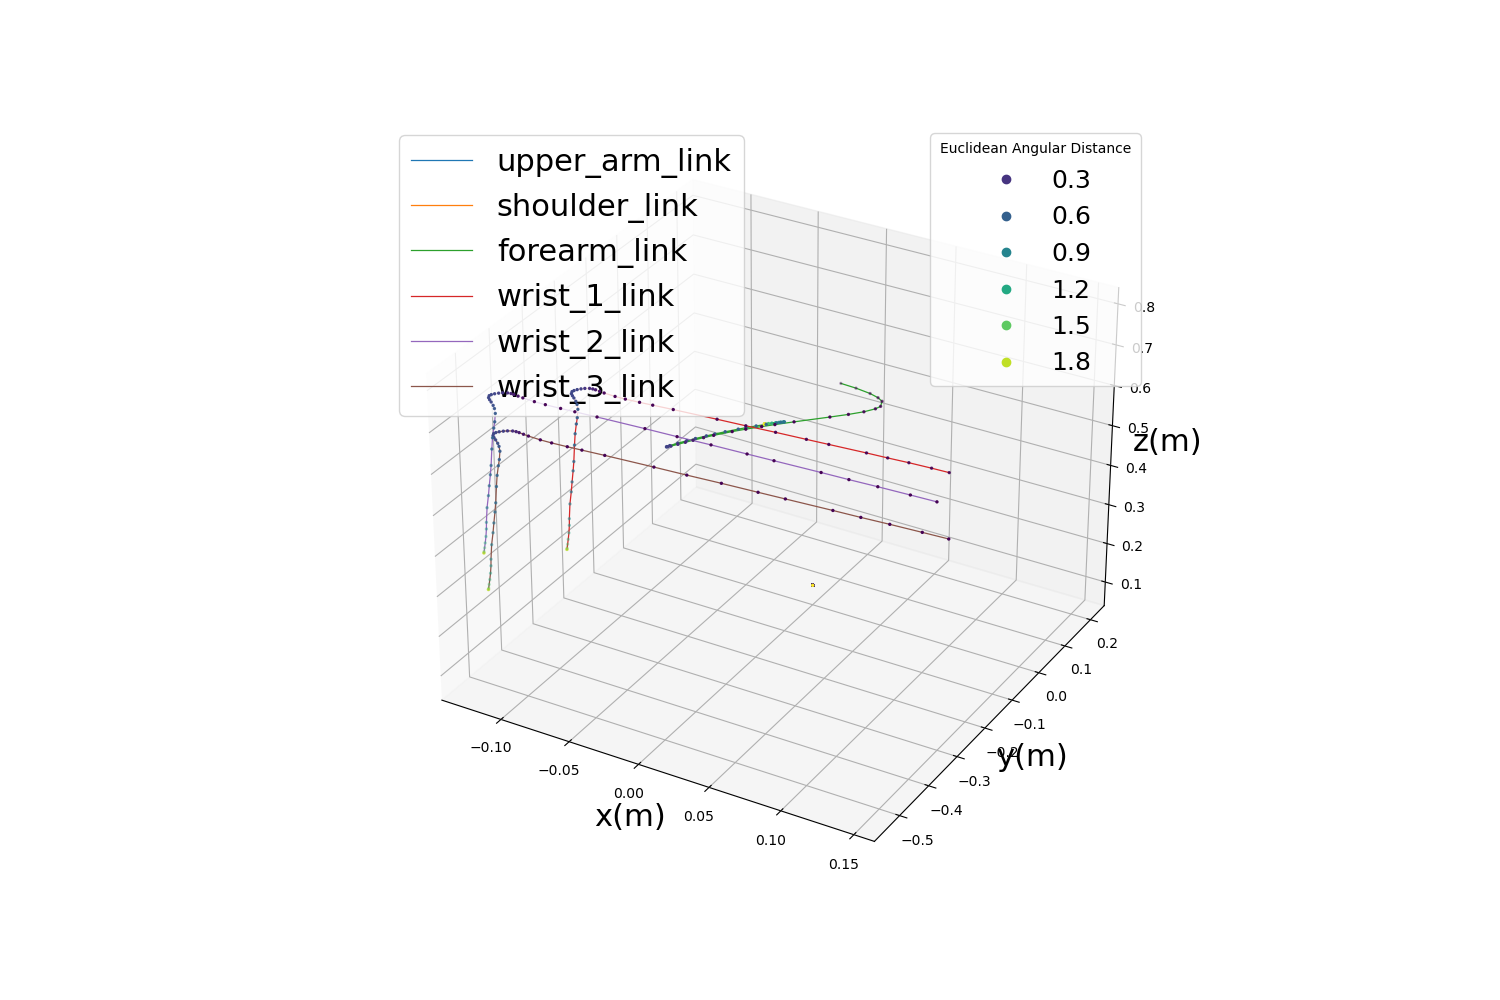 upper_arm_link
shoulder_link
forearm_link
wrist_1_link
wrist_2_link
wrist_3_link
Euclidean Angular Distance
0.3
0.6
0.9
1.2
1.5
1.8
0.8
0.7
0.6
0.5
0.4
0.3
0.2
0.1
z(m)
0.2
0.1
0.0
−0.1
−0.2
−0.3
−0.4
−0.5
y(m)
−0.10
−0.05
0.00
0.05
0.10
0.15
x(m)